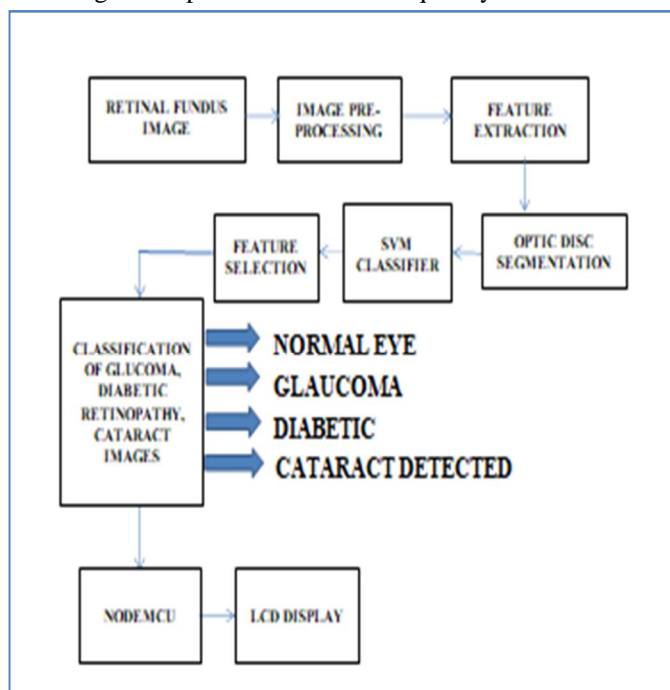 RETINAL FUNDUS
IMAGE
IMAGE PRE-
PROCESSING
FEATURE
EXTRACTION
OPTIC DISC
SEGMENTATION
SVM
CLASSIFIER
FEATURE
SELECTION
CLASSIFICATION
OF GLUCOMA,
DIABETIC
RETINOPATHY,
CATARACT
IMAGES
NORMAL EYE
GLAUCOMA
DIABETIC
CATARACT DETECTED
NODEMCU
LCD DISPLAY